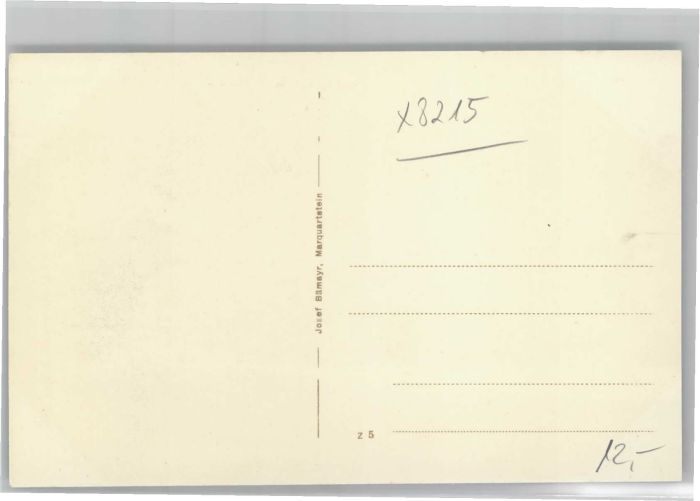 x8215
Josef Bämayr, Marquartstein
z 5
12,-